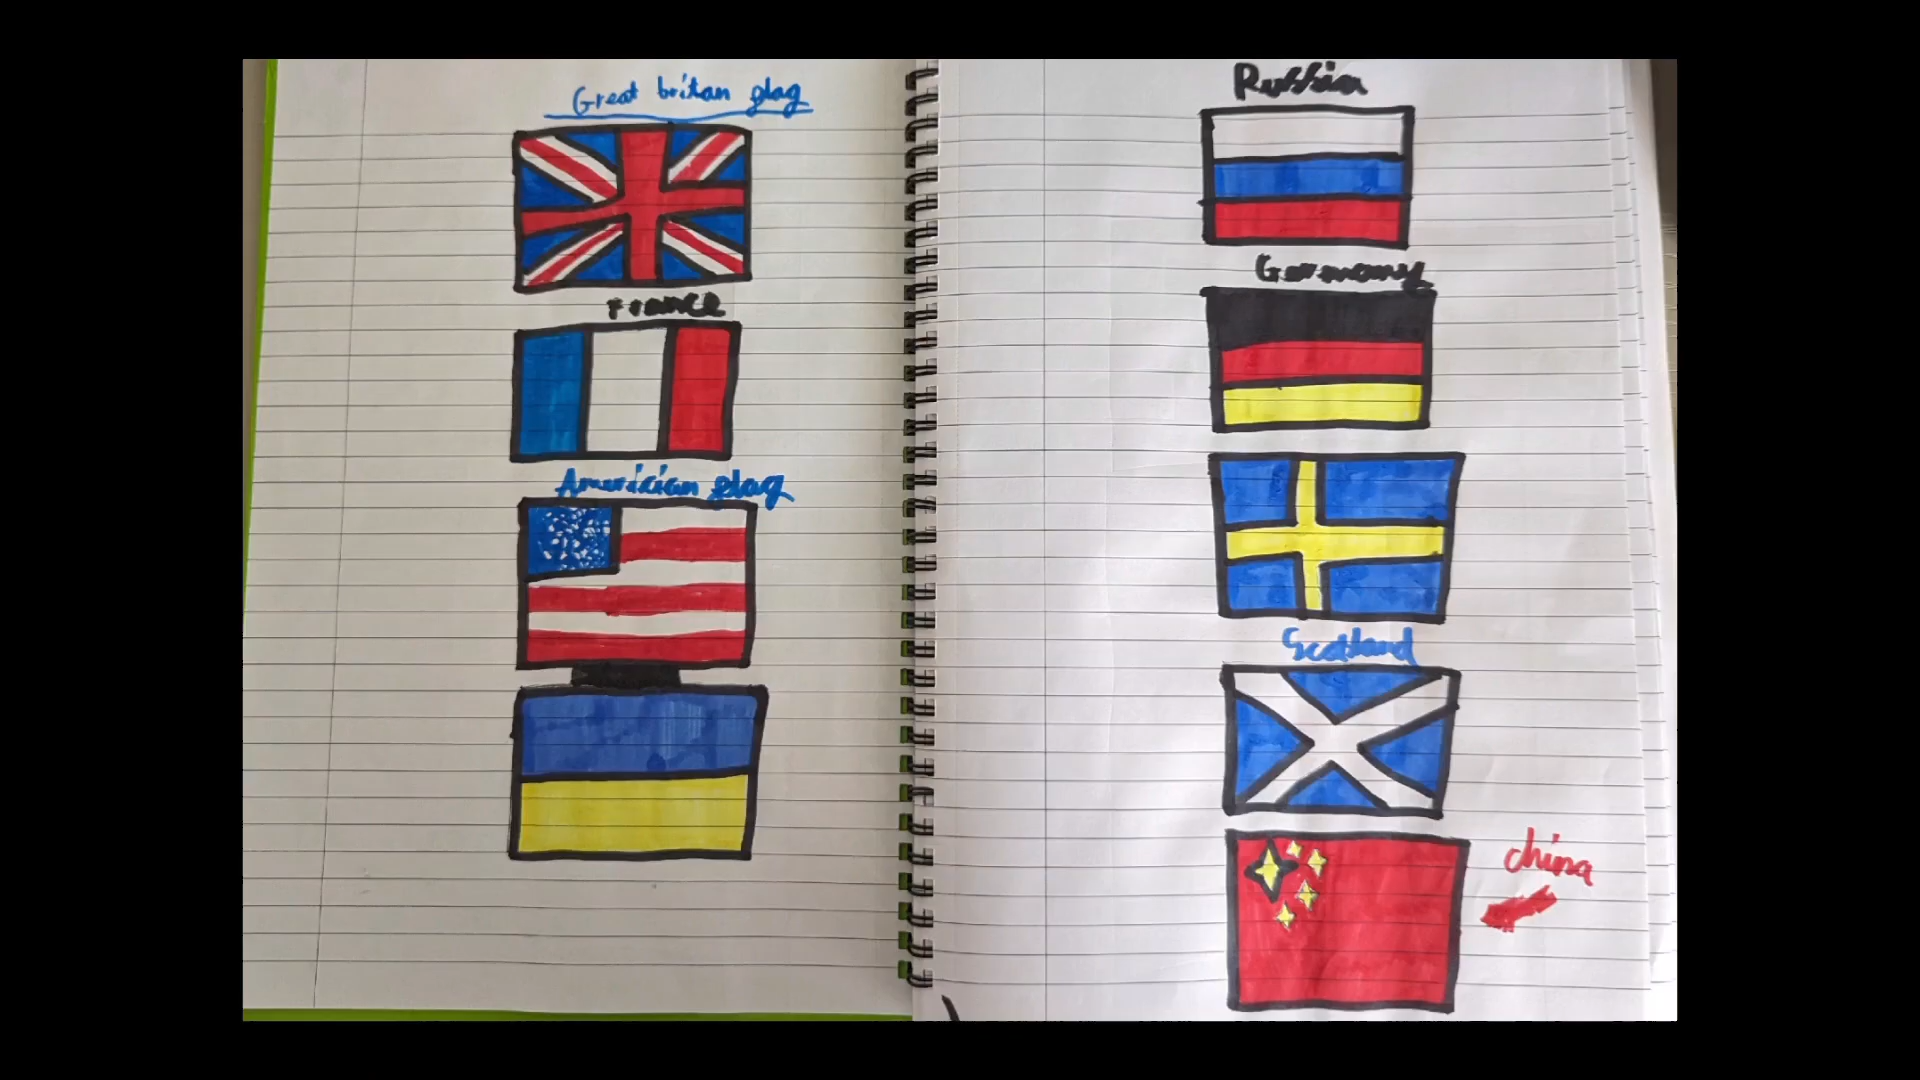 Great britan flag
France
Americian flag
Russia
Germany
Scotland
china